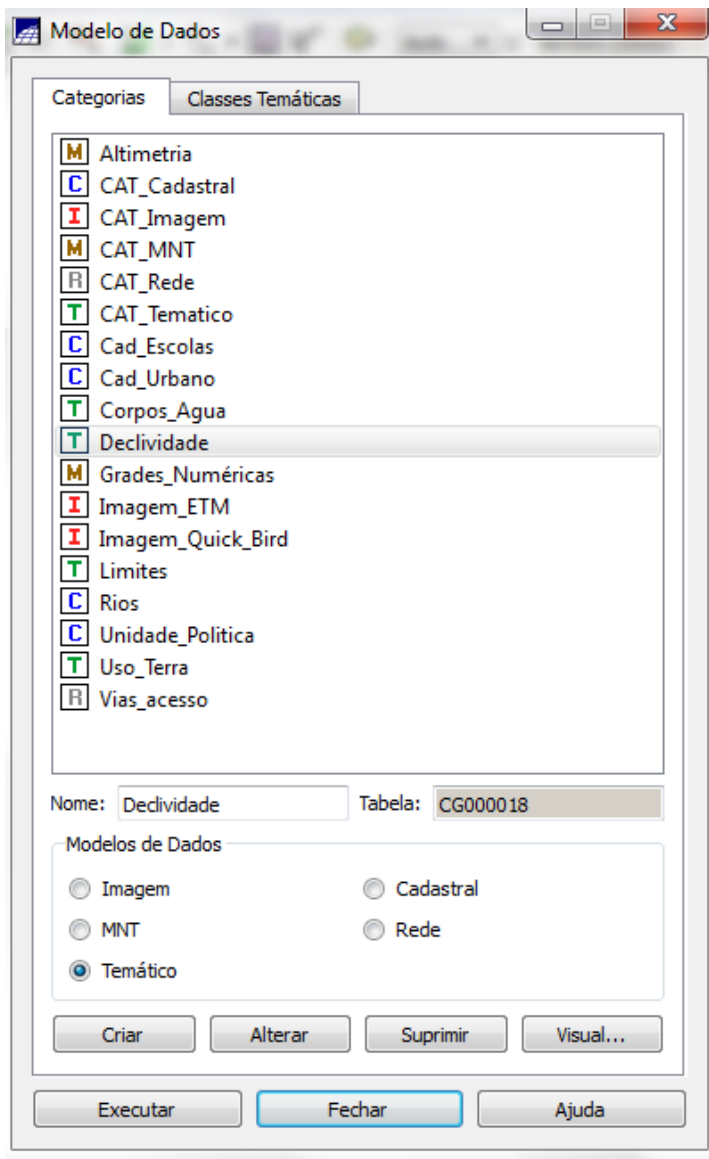 Modelo de Dados
Categorias Classes Temáticas
M Altimetria
C CAT_Cadastral
I CAT_Imagem
M CAT_MNT
R CAT_Rede
T CAT_Tematico
C Cad_Escolas
C Cad_Urbano
T Corpos_Agua
T Declividade
M Grades_Numéricas
I Imagem_ETM
I Imagem_Quick_Bird
T Limites
C Rios
C Unidade_Politica
T Uso_Terra
R Vias_acesso
Nome: Declividade Tabela: CG000018
Modelos de Dados
Imagem Cadastral
MNT Rede
Temático
Criar Alterar Suprimir Visual...
Executar Fechar Ajuda